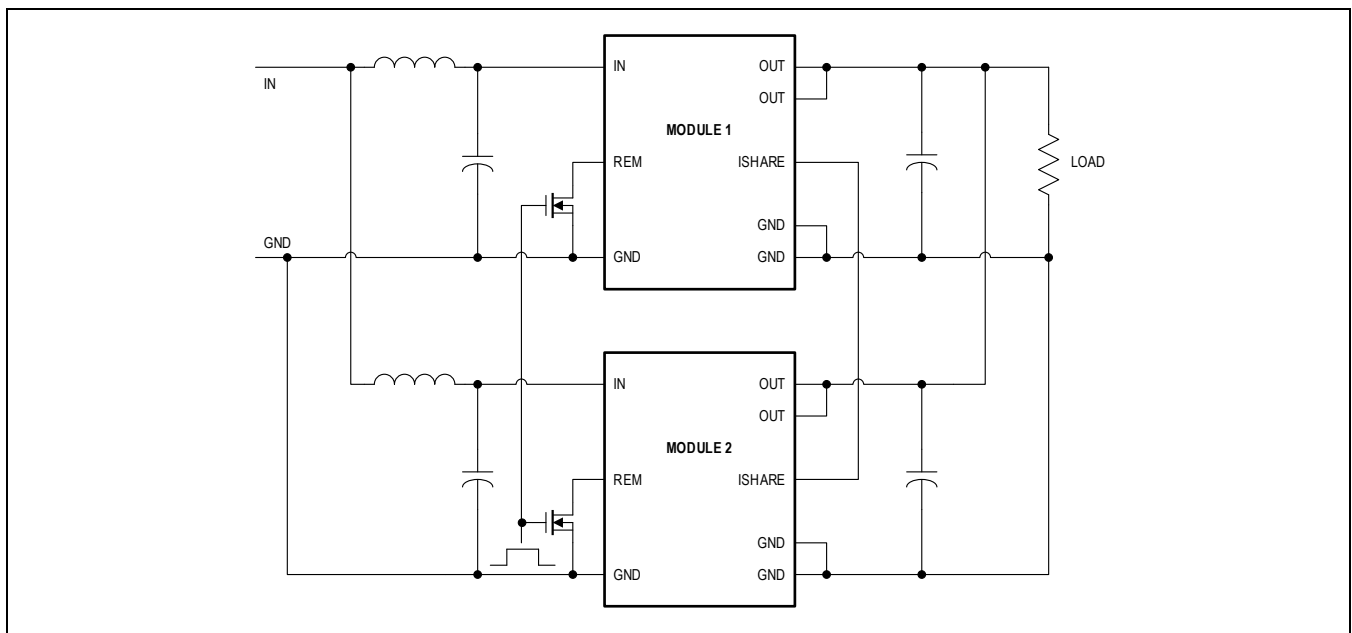 IN
GND
IN
REM
GND
MODULE 1
OUT
OUT
ISHARE
GND
GND
LOAD
IN
REM
GND
MODULE 2
OUT
OUT
ISHARE
GND
GND